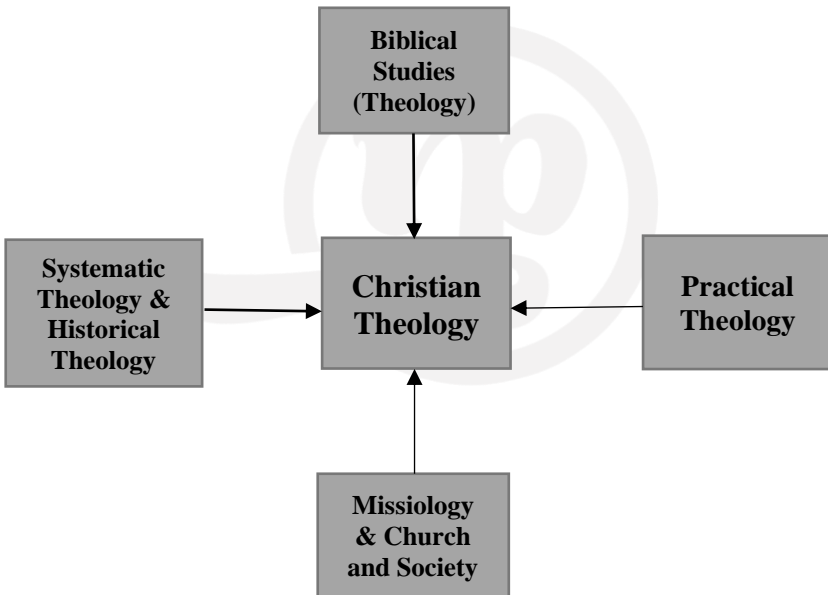 Biblical
Studies
(Theology)
Systematic
Theology &
Historical
Theology
Christian
Theology
Practical
Theology
Missiology
& Church
and Society